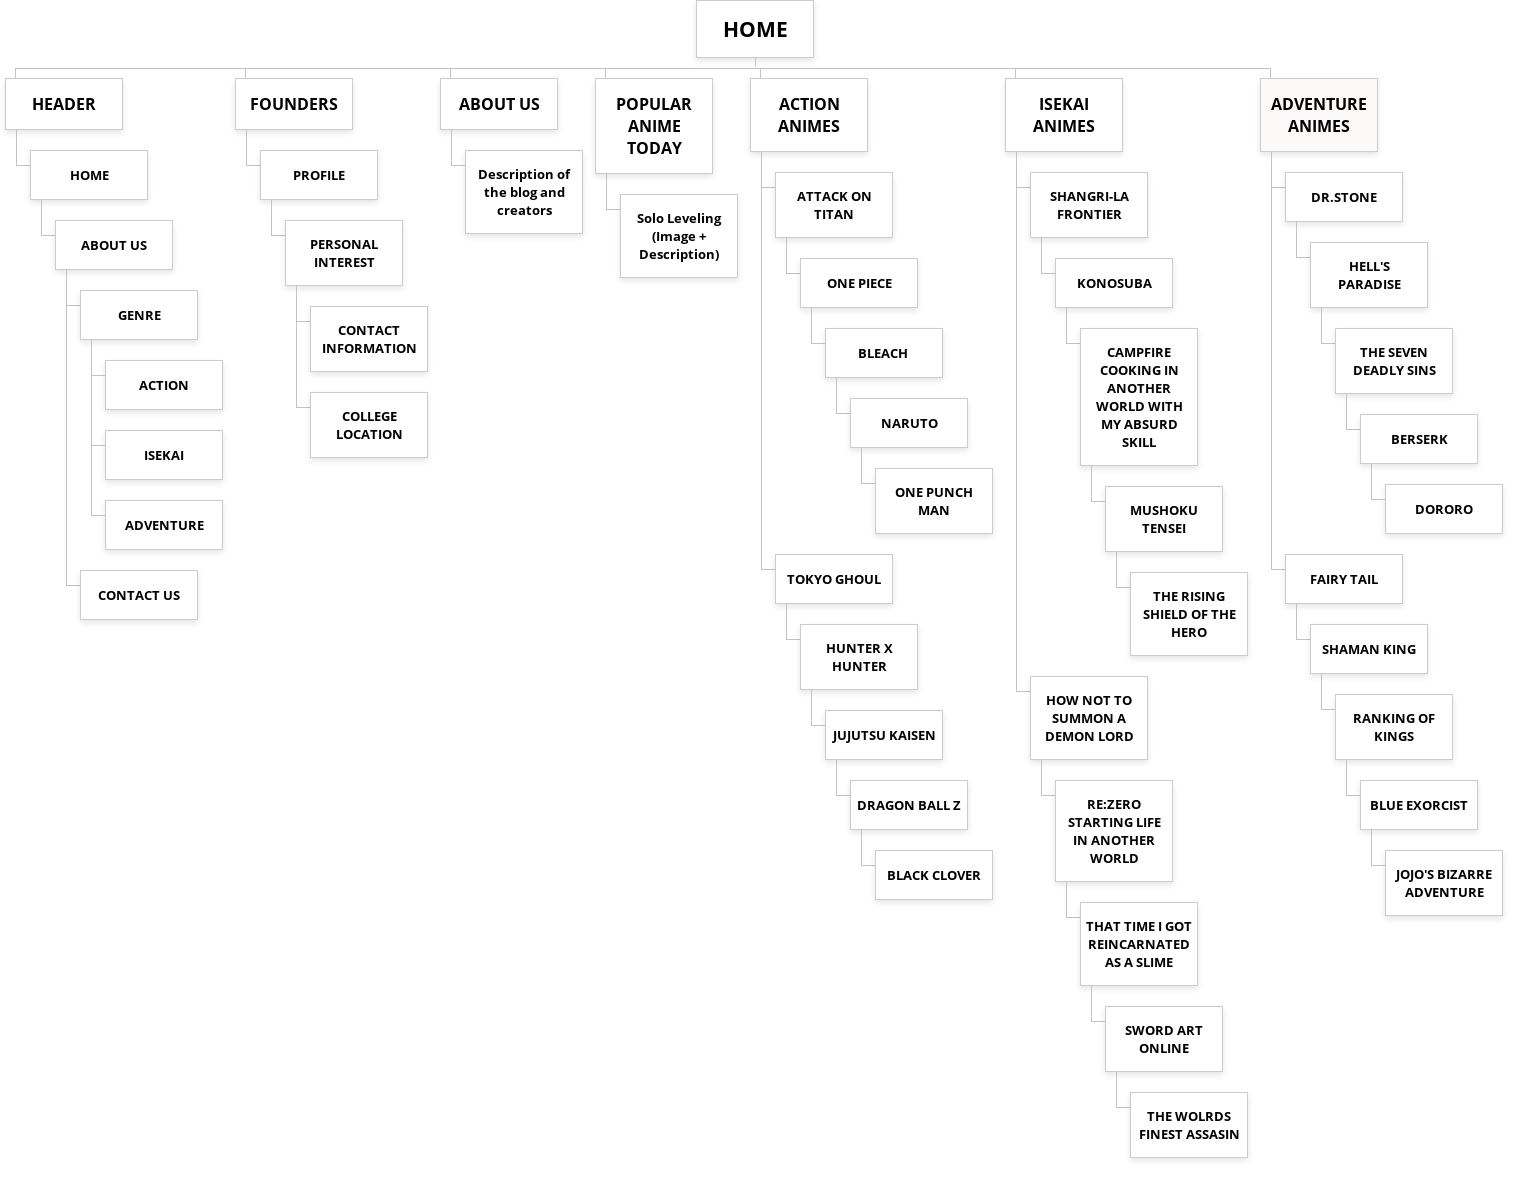 HOME
HEADER
HOME
ABOUT US
GENRE
ACTION
ISEKAI
ADVENTURE
CONTACT US
FOUNDERS
PROFILE
PERSONAL
INTEREST
CONTACT
INFORMATION
COLLEGE
LOCATION
ABOUT US
Description of
the blog and
creators
POPULAR
ANIME
TODAY
Solo Leveling
(Image +
Description)
ACTION
ANIMES
ATTACK ON
TITAN
ONE PIECE
BLEACH
NARUTO
ONE PUNCH
MAN
TOKYO GHOUL
HUNTER X
HUNTER
JUJUTSU KAISEN
DRAGON BALL Z
BLACK CLOVER
ISEKAI
ANIMES
SHANGRI-LA
FRONTIER
KONOSUBA
CAMPFIRE
COOKING IN
ANOTHER
WORLD WITH
MY ABSURD
SKILL
MUSHOKU
TENSEI
THE RISING
SHIELD OF THE
HERO
HOW NOT TO
SUMMON A
DEMON LORD
RE:ZERO
STARTING LIFE
IN ANOTHER
WORLD
THAT TIME I GOT
REINCARNATED
AS A SLIME
SWORD ART
ONLINE
THE WOLRDS
FINEST ASSASIN
ADVENTURE
ANIMES
DR.STONE
HELL'S
PARADISE
THE SEVEN
DEADLY SINS
BERSERK
DORORO
FAIRY TAIL
SHAMAN KING
RANKING OF
KINGS
BLUE EXORCIST
JOJO'S BIZARRE
ADVENTURE